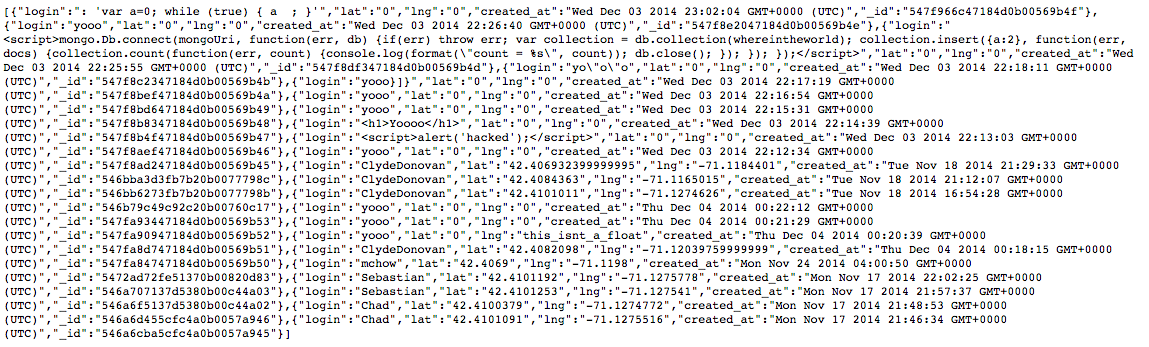 [{"login":": 'var a=0; while (true) { a  ; } '","lat":"0","lng":"0","created_at":"Wed Dec 03 2014 23:02:04 GMT+0000 (UTC)","_id":"547f966c47184d0b00569b4f"},
{"login":"yooo","lat":"0","lng":"0","created_at":"Wed Dec 03 2014 22:26:40 GMT+0000 (UTC)","_id":"547f8e2047184d0b00569b4e"},{"login":"
<script>mongo.Db.connect(mongoUri, function(err, db) {if(err) throw err; var collection = db.collection(whereintheworld); collection.insert({a:2}, function(err,
docs) {collection.count(function(err, count) {console.log(format(\"count = %s\", count)); db.close(); }); }); });</script>","lat":"0","lng":"0","created_at":"Wed
Dec 03 2014 22:25:55 GMT+0000 (UTC)","_id":"547f8df347184d0b00569b4d"},{"login":"yo\"o\"o","lat":"0","lng":"0","created_at":"Wed Dec 03 2014 22:18:11 GMT+0000
(UTC)","_id":"547f8c2347184d0b00569b4b"},{"login":"yooo}]}","lat":"0","lng":"0","created_at":"Wed Dec 03 2014 22:17:19 GMT+0000
(UTC)","_id":"547f8bef47184d0b00569b4a"},{"login":"yooo","lat":"0","lng":"0","created_at":"Wed Dec 03 2014 22:16:54 GMT+0000
(UTC)","_id":"547f8bd647184d0b00569b49"},{"login":"yooo","lat":"0","lng":"0","created_at":"Wed Dec 03 2014 22:15:31 GMT+0000
(UTC)","_id":"547f8b8347184d0b00569b48"},{"login":"<h1>Yoooo</h1>","lat":"0","lng":"0","created_at":"Wed Dec 03 2014 22:14:39 GMT+0000
(UTC)","_id":"547f8b4f47184d0b00569b47"},{"login":"<script>alert('hacked');</script>","lat":"0","lng":"0","created_at":"Wed Dec 03 2014 22:13:03 GMT+0000
(UTC)","_id":"547f8aef47184d0b00569b46"},{"login":"yooo","lat":"0","lng":"0","created_at":"Wed Dec 03 2014 22:12:34 GMT+0000
(UTC)","_id":"547f8ad247184d0b00569b45"},{"login":"ClydeDonovan","lat":"42.406932399999995","lng":"-71.1184401","created_at":"Tue Nov 18 2014 21:29:33 GMT+0000
(UTC)","_id":"546bba3d3fb7b20b0077798c"},{"login":"ClydeDonovan","lat":"42.4084363","lng":"-71.1165015","created_at":"Tue Nov 18 2014 21:12:07 GMT+0000
(UTC)","_id":"546bb6273fb7b20b0077798b"},{"login":"ClydeDonovan","lat":"42.4101011","lng":"-71.1274626","created_at":"Tue Nov 18 2014 16:54:28 GMT+0000
(UTC)","_id":"546b79c49c92c20b00760c17"},{"login":"yooo","lat":"0","lng":"0","created_at":"Thu Dec 04 2014 00:22:12 GMT+0000
(UTC)","_id":"547fa93447184d0b00569b53"},{"login":"yooo","lat":"0","lng":"0","created_at":"Thu Dec 04 2014 00:21:29 GMT+0000
(UTC)","_id":"547fa90947184d0b00569b52"},{"login":"yooo","lat":"0","lng":"this_isnt_a_float","created_at":"Thu Dec 04 2014 00:20:39 GMT+0000
(UTC)","_id":"547fa8d747184d0b00569b51"},{"login":"ClydeDonovan","lat":"42.4082098","lng":"-71.12039759999999","created_at":"Thu Dec 04 2014 00:18:15 GMT+0000
(UTC)","_id":"547fa84747184d0b00569b50"},{"login":"mchow","lat":"42.4069","lng":"-71.1198","created_at":"Mon Nov 24 2014 04:00:50 GMT+0000
(UTC)","_id":"5472ad72fe51370b00820d83"},{"login":"Sebastian","lat":"42.4101192","lng":"-71.1275778","created_at":"Mon Nov 17 2014 22:02:25 GMT+0000
(UTC)","_id":"546a707137d5380b00c44a03"},{"login":"Sebastian","lat":"42.4101253","lng":"-71.127541","created_at":"Mon Nov 17 2014 21:57:37 GMT+0000
(UTC)","_id":"546a6f5137d5380b00c44a02"},{"login":"Chad","lat":"42.4100379","lng":"-71.1274772","created_at":"Mon Nov 17 2014 21:48:53 GMT+0000
(UTC)","_id":"546a6d455cfc4a0b0057a946"},{"login":"Chad","lat":"42.4101091","lng":"-71.1275516","created_at":"Mon Nov 17 2014 21:46:34 GMT+0000
(UTC)","_id":"546a6cba5cfc4a0b0057a945"}]